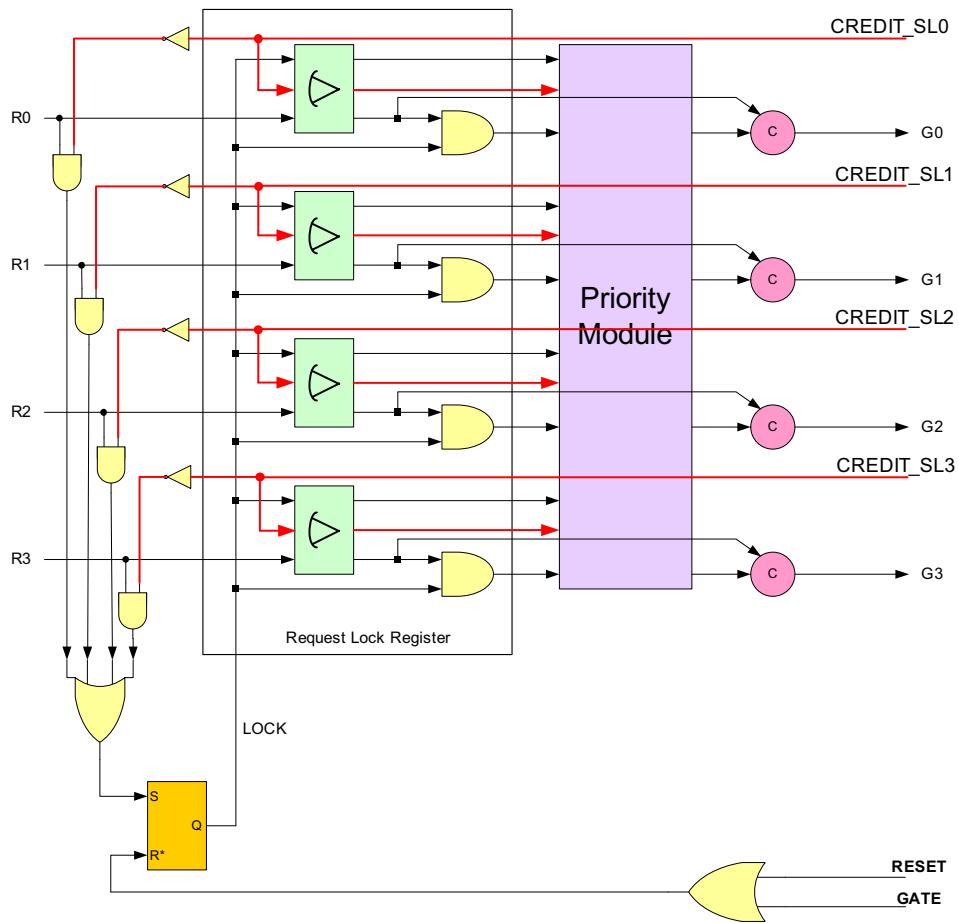 CREDIT_SL0
R0
C
G0
CREDIT_SL1
R1
C
G1
Priority
Module
CREDIT_SL2
R2
C
G2
CREDIT_SL3
R3
C
G3
Request Lock Register
LOCK
S
Q
R*
RESET
GATE